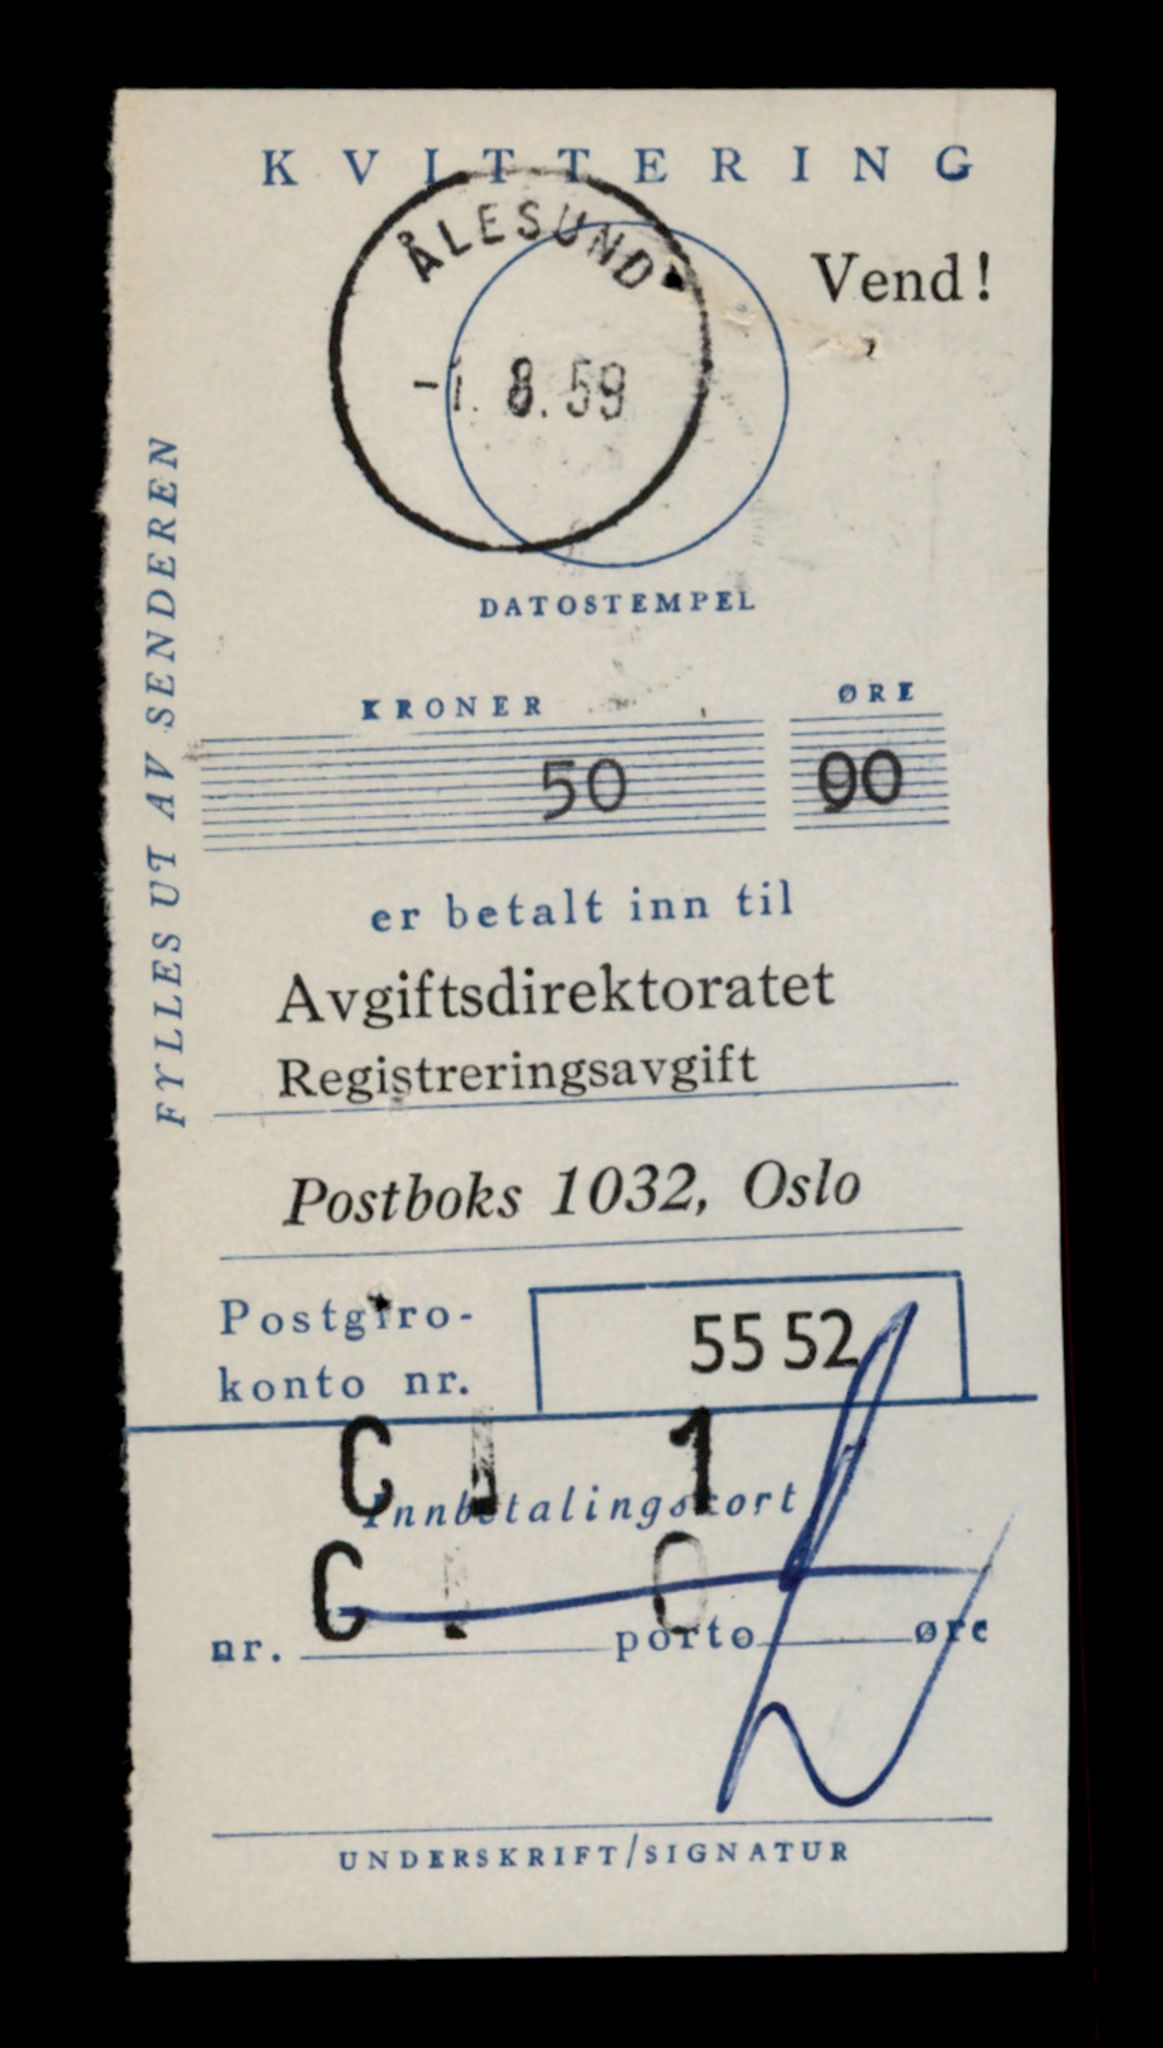 KVITTERING
ÅLESUND
-1. 8. 59
Vend!
DATOSTEMPEL
FYLLES UT AV SENDEREN
KRONER ØRE
50 90
er betalt inn til
Avgiftsdirektoratet
Registreringsavgift
Postboks 1032, Oslo
Postgiro-
konto nr.
55 52
C 1
Innbetalingskort
nr. porto øre
UNDERSKRIFT/SIGNATUR